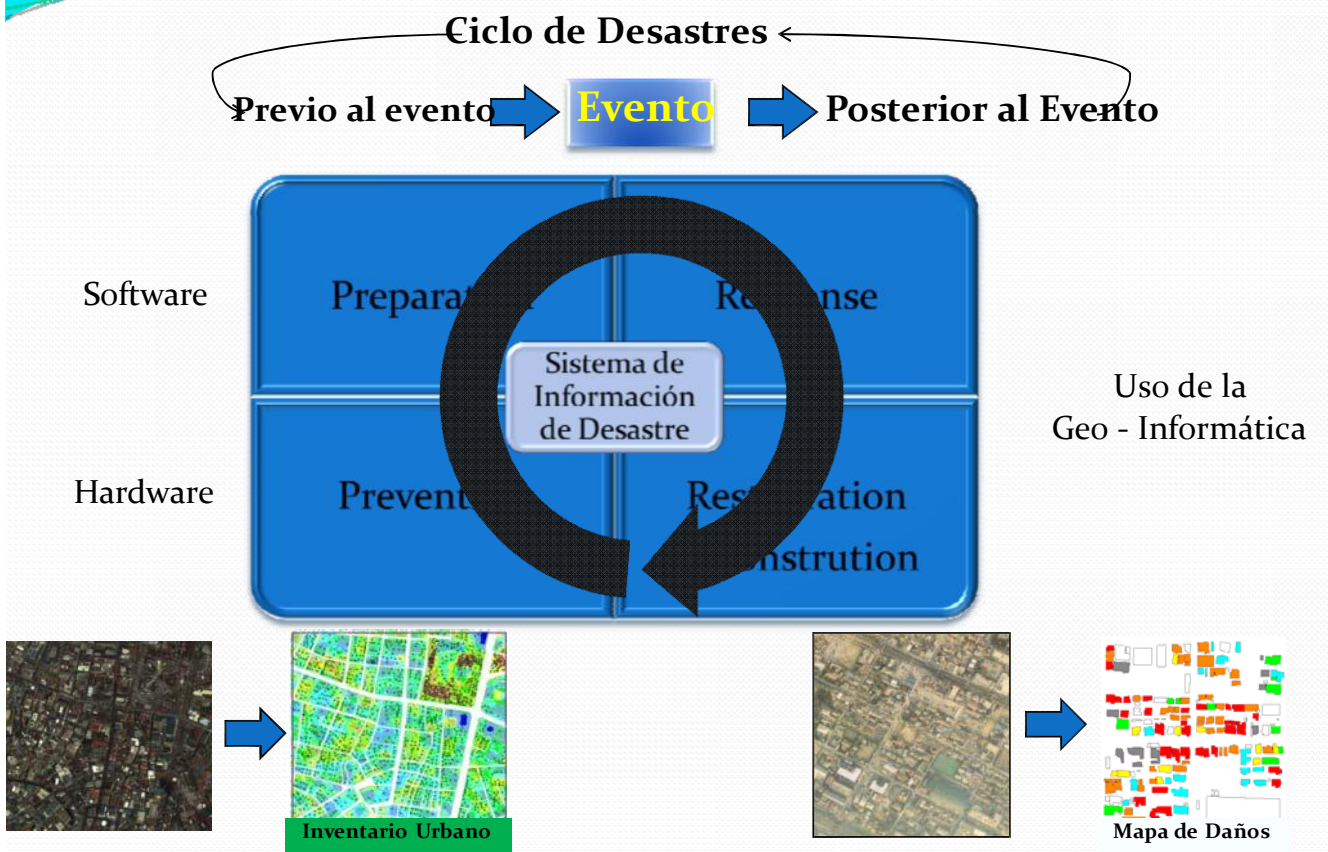 Ciclo de Desastres
Previo al evento
Evento
Posterior al Evento
Software
Hardware
Sistema de
Información
de Desastre
Uso de la
Geo - Informática
Inventario Urbano
Mapa de Daños